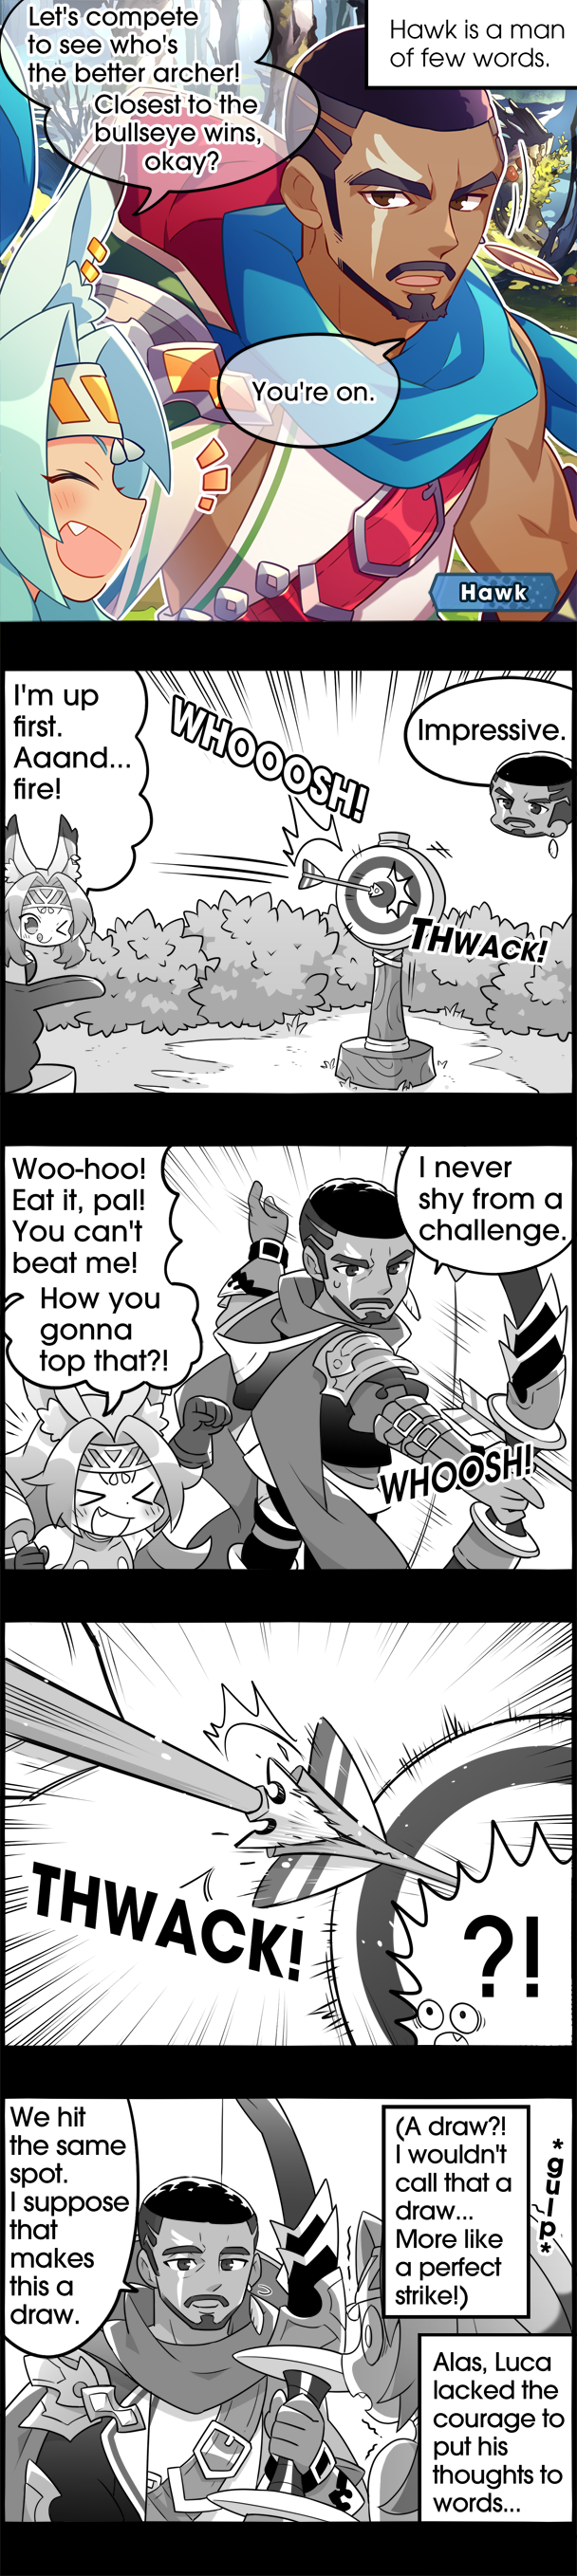 Let's compete
to see who's
the better archer!
Closest to the
bullseye wins,
okay?
Hawk is a man
of few words.
You're on.
Hawk
I'm up
first.
Aaand...
fire!
WHOOOSH!
Impressive.
THWACK!
Woo-hoo!
Eat it, pal!
You can't
beat me!
How you
gonna
top that?!
I never
shy from a
challenge.
WHOOSH!
THWACK!
?!
We hit
the same
spot.
I suppose
that
makes
this a
draw.
(A draw?!
I wouldn't
call that a
draw...
More like
a perfect
strike!)
*gulp*
Alas, Luca
lacked the
courage to
put his
thoughts to
words...